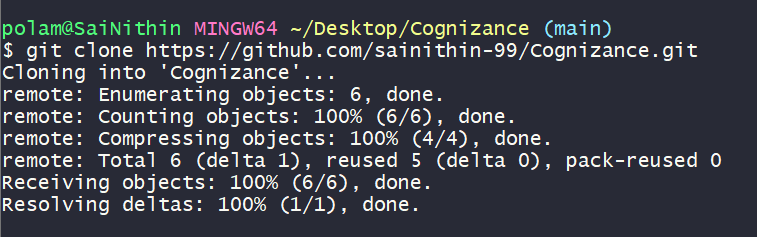 polam@SaiNithin MINGW64 ~/Desktop/Cognizance (main)
$ git clone https://github.com/sainithin-99/Cognizance.git
Cloning into 'Cognizance'...
remote: Enumerating objects: 6, done.
remote: Counting objects: 100% (6/6), done.
remote: Compressing objects: 100% (4/4), done.
remote: Total 6 (delta 1), reused 5 (delta 0), pack-reused 0
Receiving objects: 100% (6/6), done.
Resolving deltas: 100% (1/1), done.